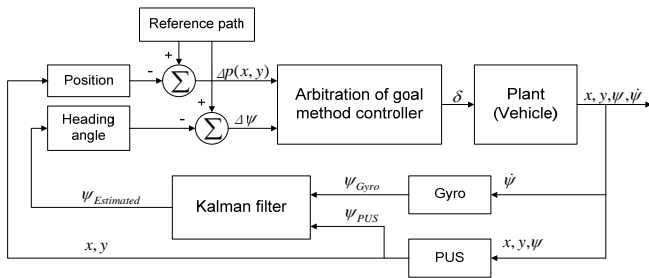 Reference path
+
Position
-
Σ
Δp(x, y)
+
Heading
angle
-
Σ
Δψ
Arbitration of goal
method controller
δ
Plant
(Vehicle)
x, y,ψ,ψ̇
ψ_Estimated
Kalman filter
ψ_Gyro
Gyro
ψ̇
ψ_PUS
x, y
PUS
x, y,ψ